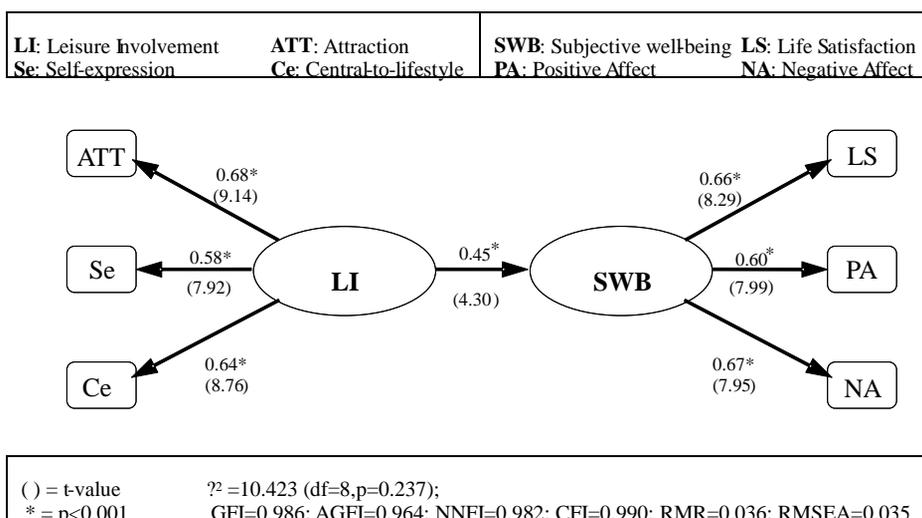 LI: Leisure Involvement ATT: Attraction SWB: Subjective well-being LS: Life Satisfaction
Se: Self-expression Ce: Central-to-lifestyle PA: Positive Affect NA: Negative Affect
ATT LS
0.68* 0.66*
(9.14) (8.29)
Se 0.58* LI 0.45* SWB 0.60* PA
(7.92) (4.30) (7.99)
0.64* 0.67*
(8.76) (7.95)
Ce NA
( ) = t-value ?² =10.423 (df=8,p=0.237);
* = p<0.001 GFI=0.986; AGFI=0.964; NNFI=0.982; CFI=0.990; RMR=0.036; RMSEA=0.035